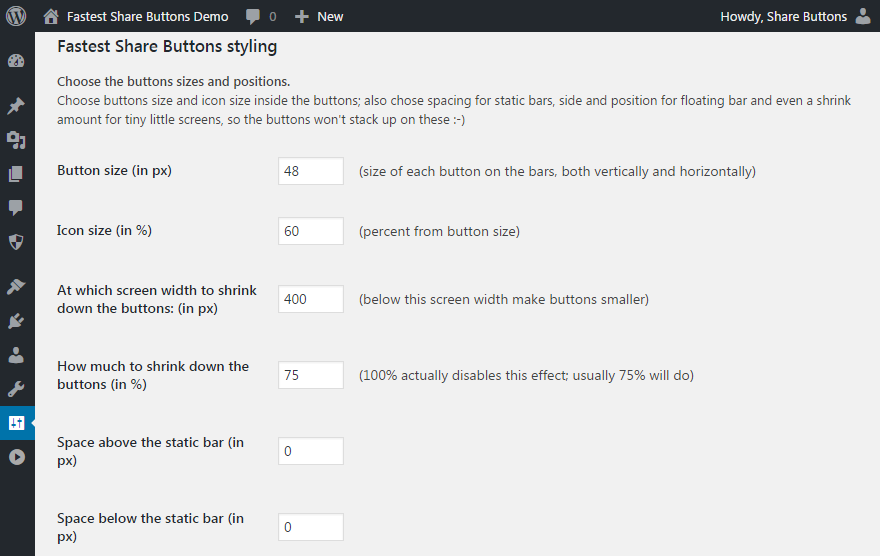 Fastest Share Buttons Demo 0 New Howdy, Share Buttons
Fastest Share Buttons styling
Choose the buttons sizes and positions.
Choose buttons size and icon size inside the buttons; also chose spacing for static bars, side and position for floating bar and even a shrink
amount for tiny little screens, so the buttons won't stack up on these :-)
Button size (in px) 48 (size of each button on the bars, both vertically and horizontally)
Icon size (in %) 60 (percent from button size)
At which screen width to shrink
down the buttons: (in px) 400 (below this screen width make buttons smaller)
How much to shrink down the
buttons (in %) 75 (100% actually disables this effect; usually 75% will do)
Space above the static bar (in
px) 0
Space below the static bar (in
px) 0